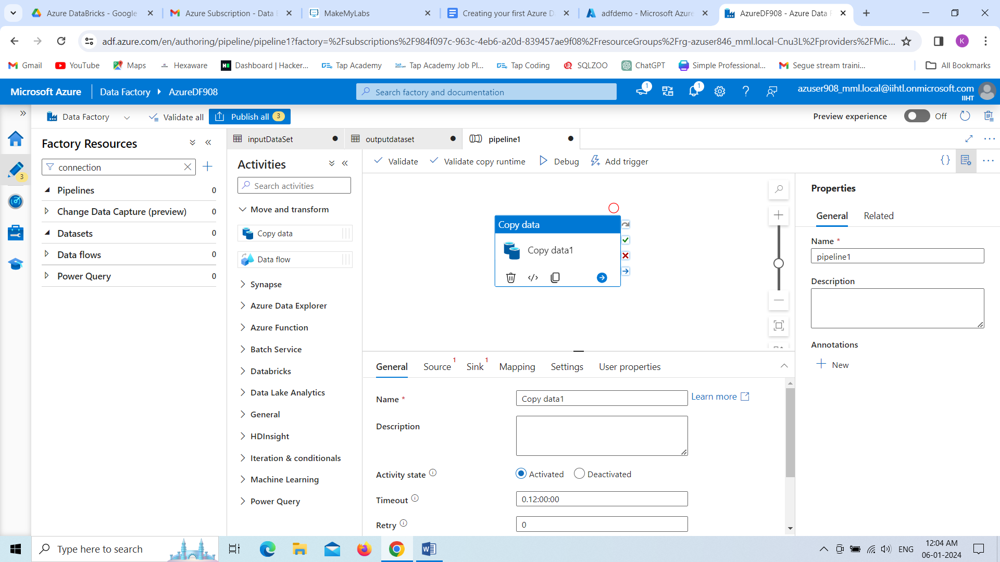 Azure DataBricks - Google
Azure Subscription - Data
MakeMyLabs
Creating your first Azure D
adfdemo - Microsoft Azure
AzureDF908 - Azure Data F
adf.azure.com/en/authoring/pipeline/pipeline1?factory=%2Fsubscriptions%2F984f097c-963c-4eb6-a20d-839457ae9f08%2FresourceGroups%2Frg-azuser846_mml.local-Cnu3L%2Fproviders%2FMic...
K
Gmail
YouTube
Maps
Hexaware
Dashboard | Hacker...
Tap Academy
Tap Academy Job Pl...
Tap Coding
SQLZOO
ChatGPT
Simple Professional...
Segue stream traini...
All Bookmarks
Microsoft Azure
Data Factory
AzureDF908
Search factory and documentation
1
1
azuser908_mml.local@iihtl.onmicrosoft.com
IIHT
Data Factory
Validate all
Publish all 3
Preview experience
Off
3
Factory Resources
connection
Pipelines 0
Change Data Capture (preview) 0
Datasets 0
Data flows 0
Power Query 0
inputDataSet
outputdataset
pipeline1
Activities
Search activities
Move and transform
Copy data
Data flow
Synapse
Azure Data Explorer
Azure Function
Batch Service
Databricks
Data Lake Analytics
General
HDInsight
Iteration & conditionals
Machine Learning
Power Query
Validate
Validate copy runtime
Debug
Add trigger
Copy data
Copy data1
General
Source 1
Sink 1
Mapping
Settings
User properties
Name *
Copy data1
Learn more
Description
Activity state
Activated
Deactivated
Timeout
0.12:00:00
Retry
0
Properties
General
Related
Name *
pipeline1
Description
Annotations
New
Type here to search
ENG
12:04 AM
06-01-2024